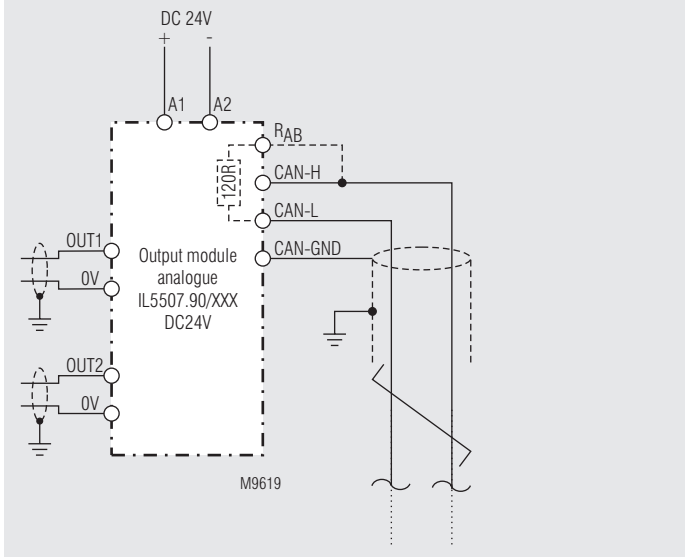 DC 24V
+ -
A1 A2
RAB
120R
CAN-H
CAN-L
CAN-GND
OUT1
0V
Output module
analogue
IL5507.90/XXX
DC24V
OUT2
0V
M9619